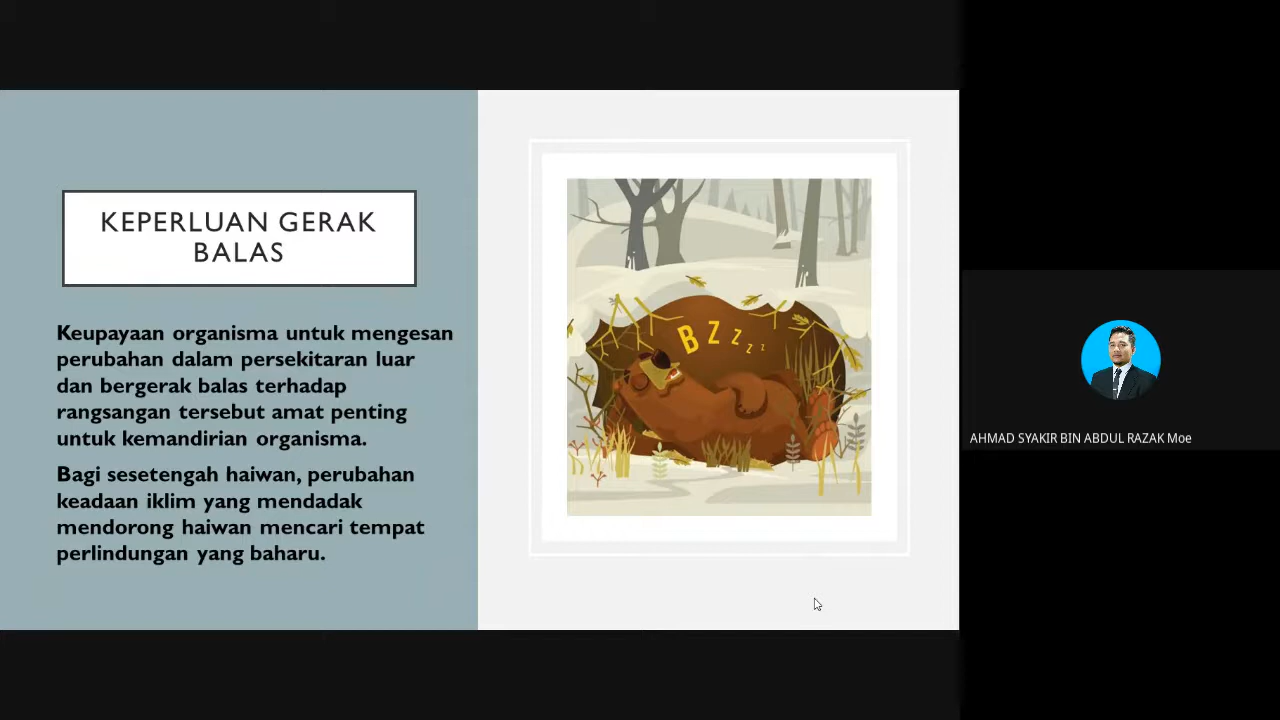 KEPERLUAN GERAK
BALAS
Keupayaan organisma untuk mengesan
perubahan dalam persekitaran luar
dan bergerak balas terhadap
rangsangan tersebut amat penting
untuk kemandirian organisma.
Bagi sesetengah haiwan, perubahan
keadaan iklim yang mendadak
mendorong haiwan mencari tempat
perlindungan yang baharu.
B Z z z z
AHMAD SYAKIR BIN ABDUL RAZAK Moe